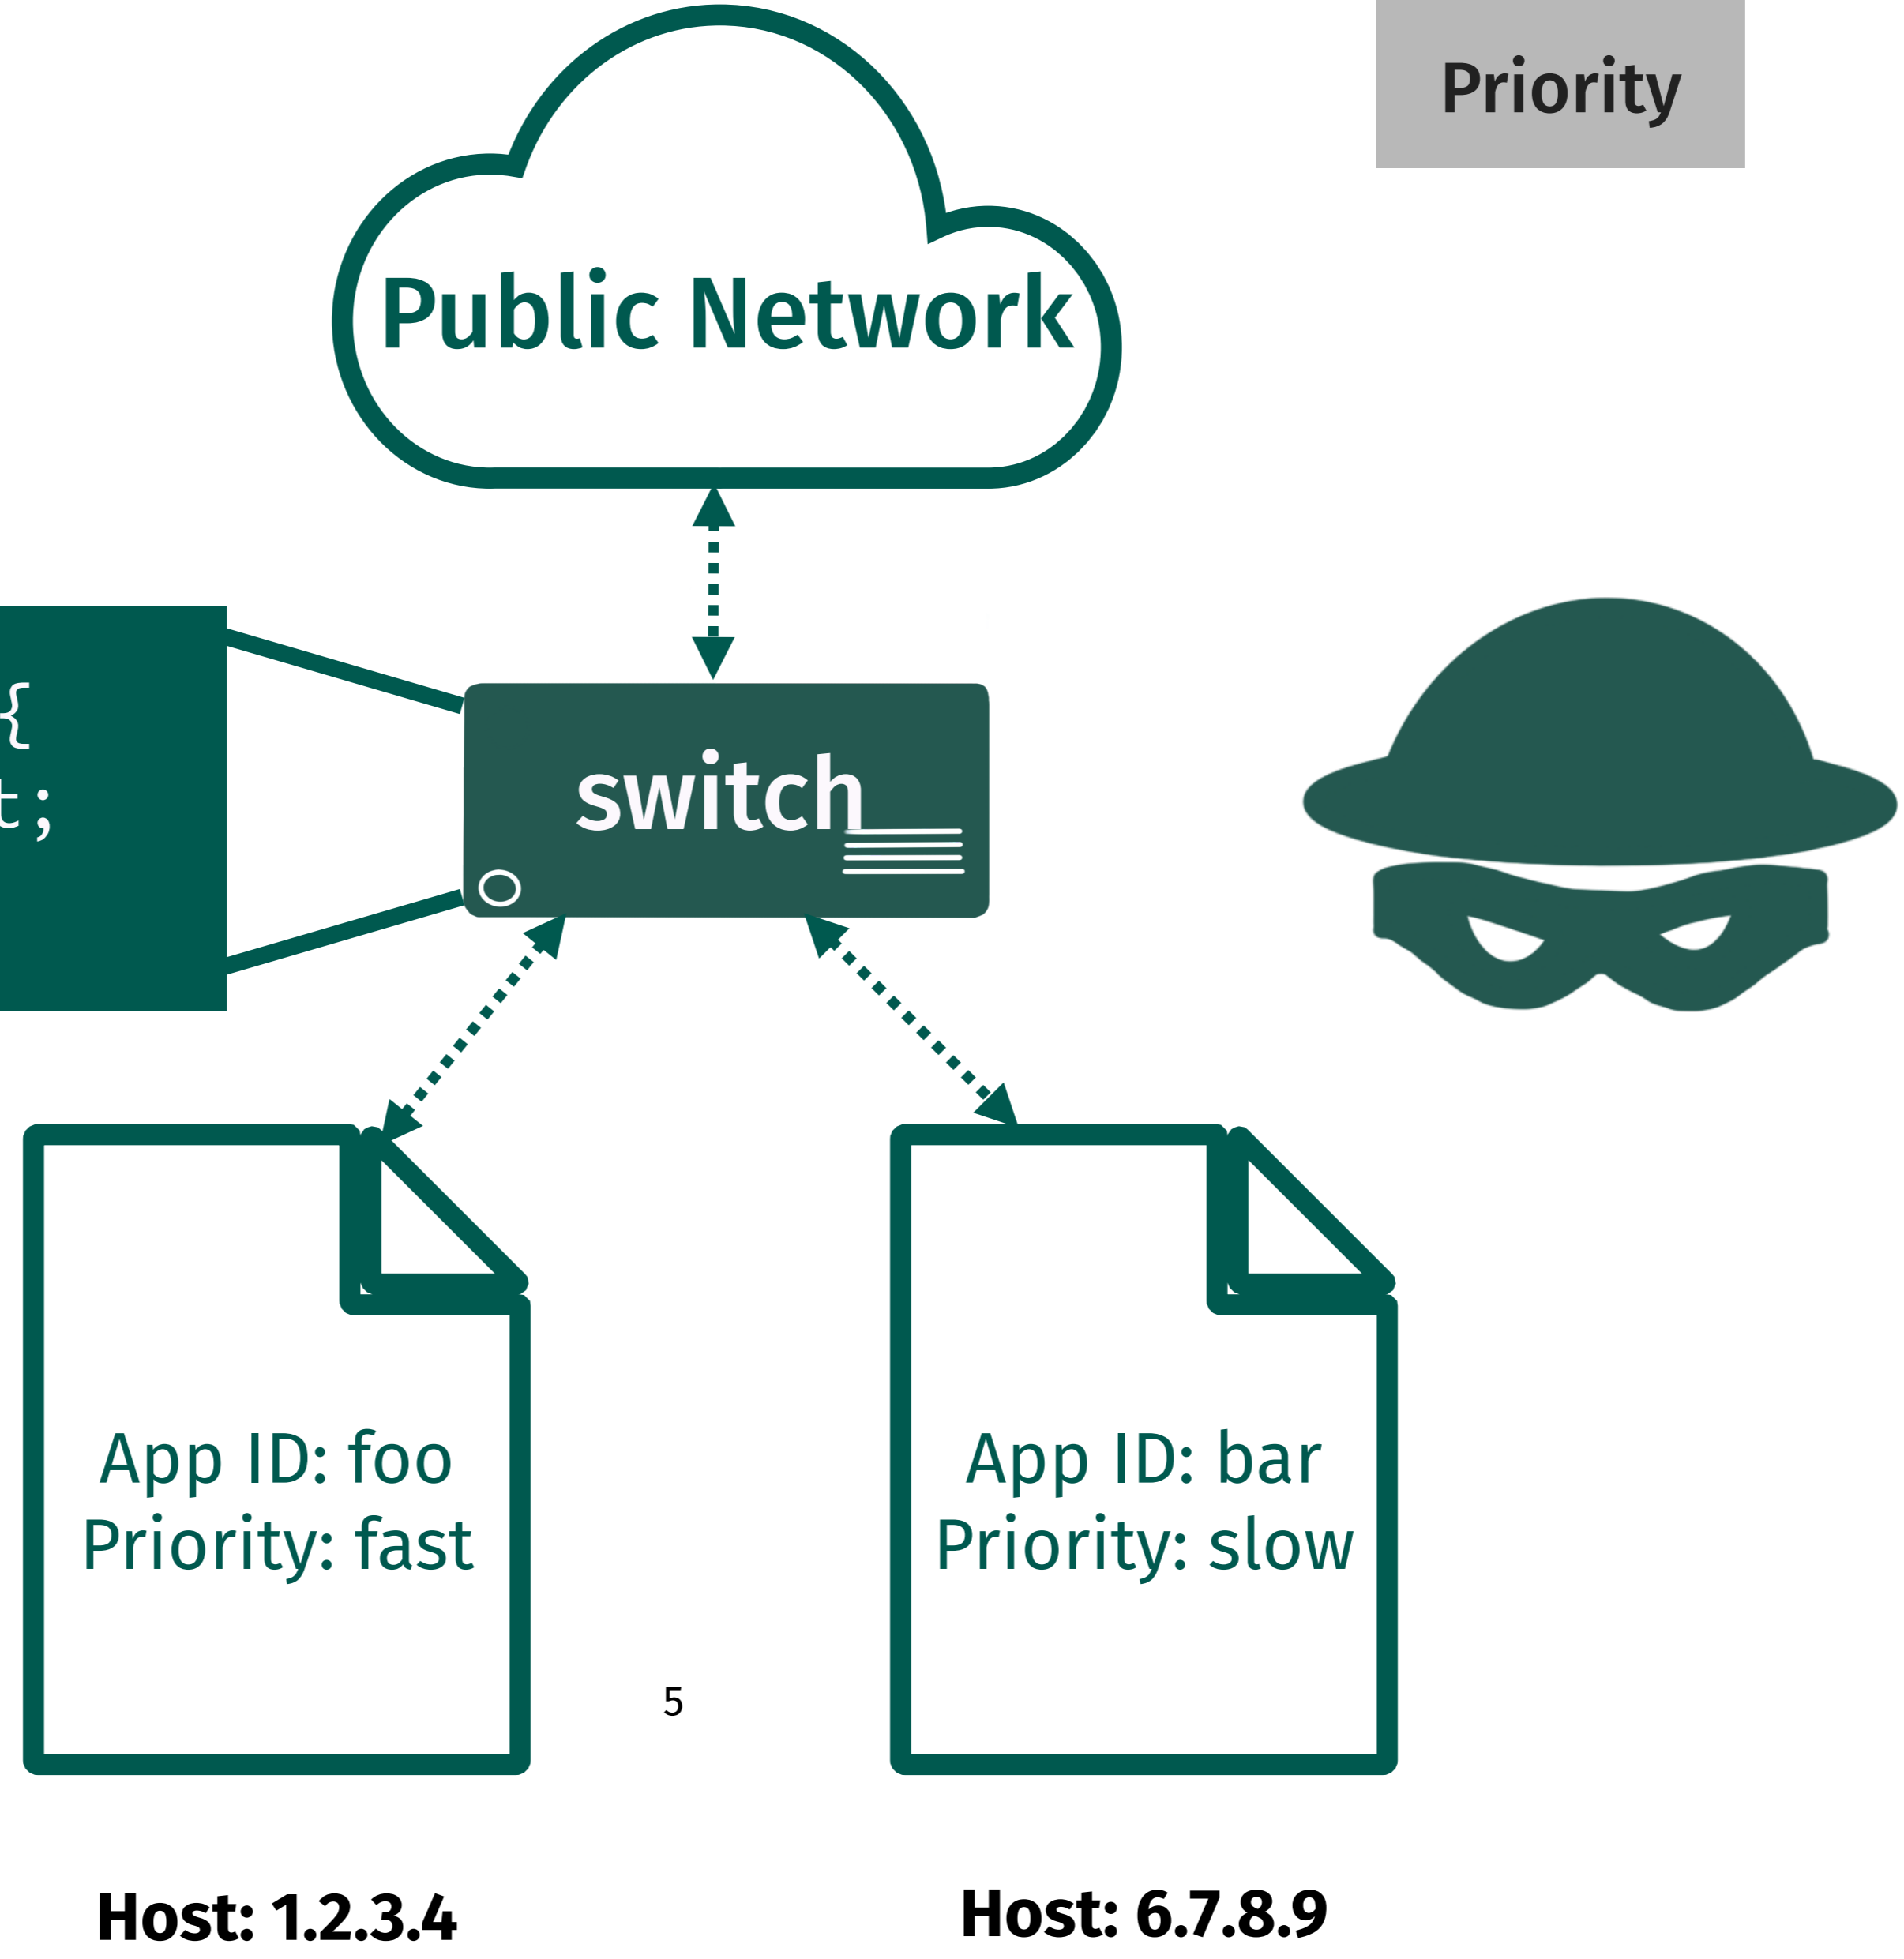 Priority
Public Network
{
t;
switch
App ID: foo
Priority: fast
App ID: bar
Priority: slow
5
Host: 1.2.3.4
Host: 6.7.8.9